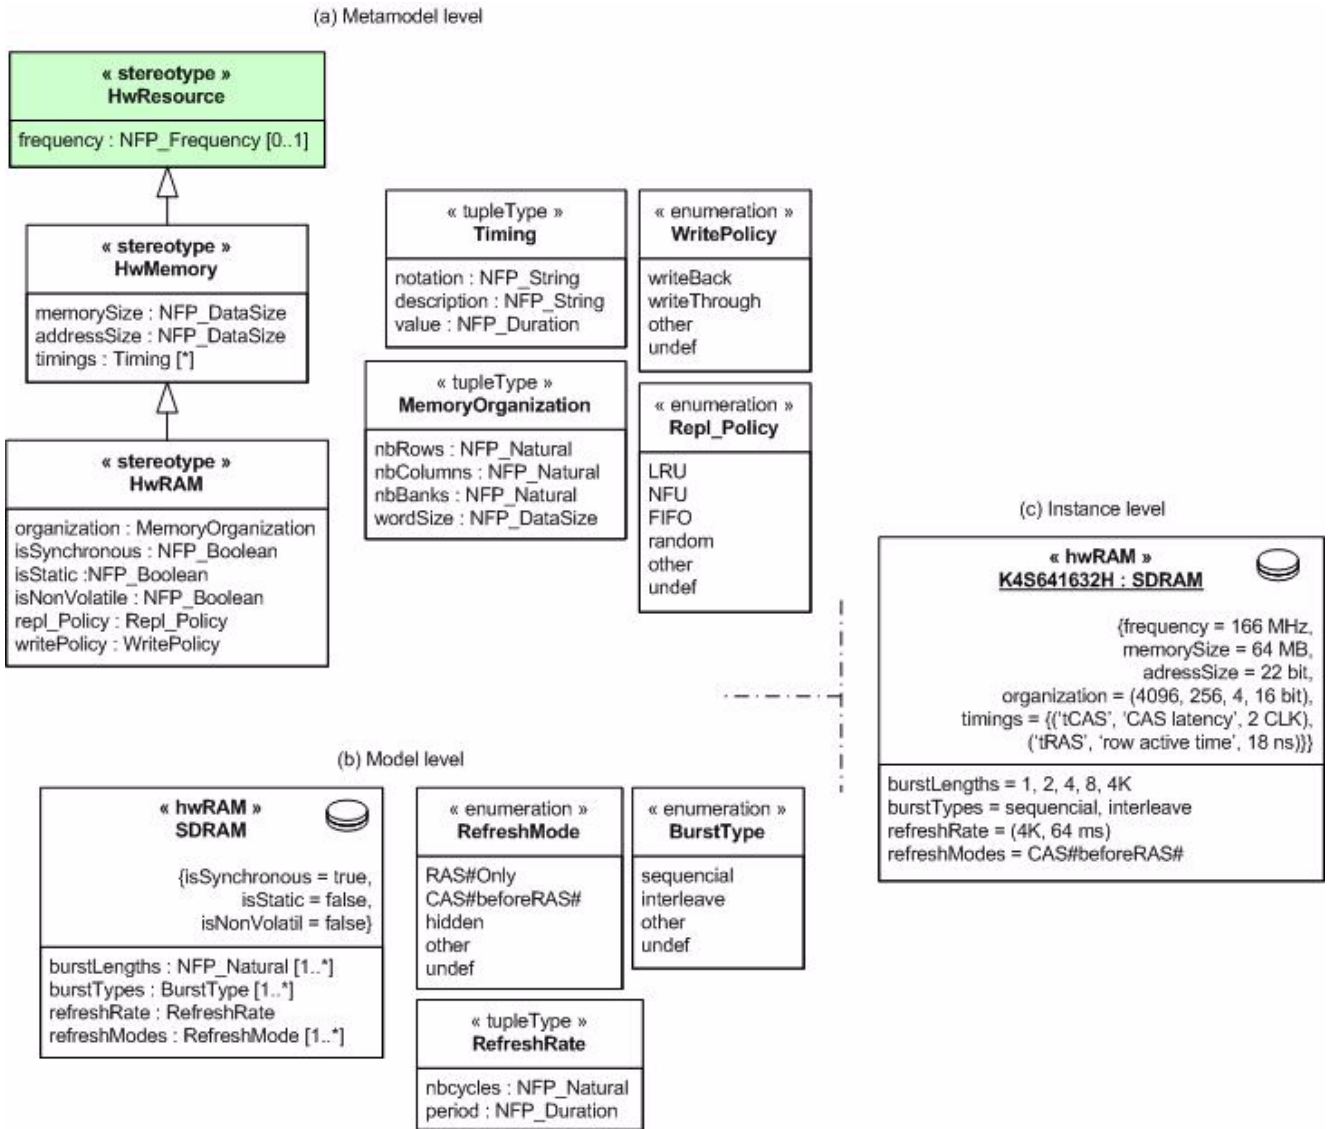 (a) Metamodel level
« stereotype »
HwResource
frequency : NFP_Frequency [0..1]
« stereotype »
HwMemory
memorySize : NFP_DataSize
addressSize : NFP_DataSize
timings : Timing [*]
« stereotype »
HwRAM
organization : MemoryOrganization
isSynchronous : NFP_Boolean
isStatic :NFP_Boolean
isNonVolatile : NFP_Boolean
repl_Policy : Repl_Policy
writePolicy : WritePolicy
« tupleType »
Timing
notation : NFP_String
description : NFP_String
value : NFP_Duration
« enumeration »
WritePolicy
writeBack
writeThrough
other
undef
« tupleType »
MemoryOrganization
nbRows : NFP_Natural
nbColumns : NFP_Natural
nbBanks : NFP_Natural
wordSize : NFP_DataSize
« enumeration »
Repl_Policy
LRU
NFU
FIFO
random
other
undef
(b) Model level
« hwRAM »
SDRAM
{isSynchronous = true,
isStatic = false,
isNonVolatil = false}
burstLengths : NFP_Natural [1..*]
burstTypes : BurstType [1..*]
refreshRate : RefreshRate
refreshModes : RefreshMode [1..*]
« enumeration »
RefreshMode
RAS#Only
CAS#beforeRAS#
hidden
other
undef
« enumeration »
BurstType
sequencial
interleave
other
undef
« tupleType »
RefreshRate
nbcycles : NFP_Natural
period : NFP_Duration
(c) Instance level
« hwRAM »
K4S641632H : SDRAM
{frequency = 166 MHz,
memorySize = 64 MB,
adressSize = 22 bit,
organization = (4096, 256, 4, 16 bit),
timings = {(‘tCAS’, ‘CAS latency’, 2 CLK),
(‘tRAS’, ‘row active time’, 18 ns)}}
burstLengths = 1, 2, 4, 8, 4K
burstTypes = sequencial, interleave
refreshRate = (4K, 64 ms)
refreshModes = CAS#beforeRAS#